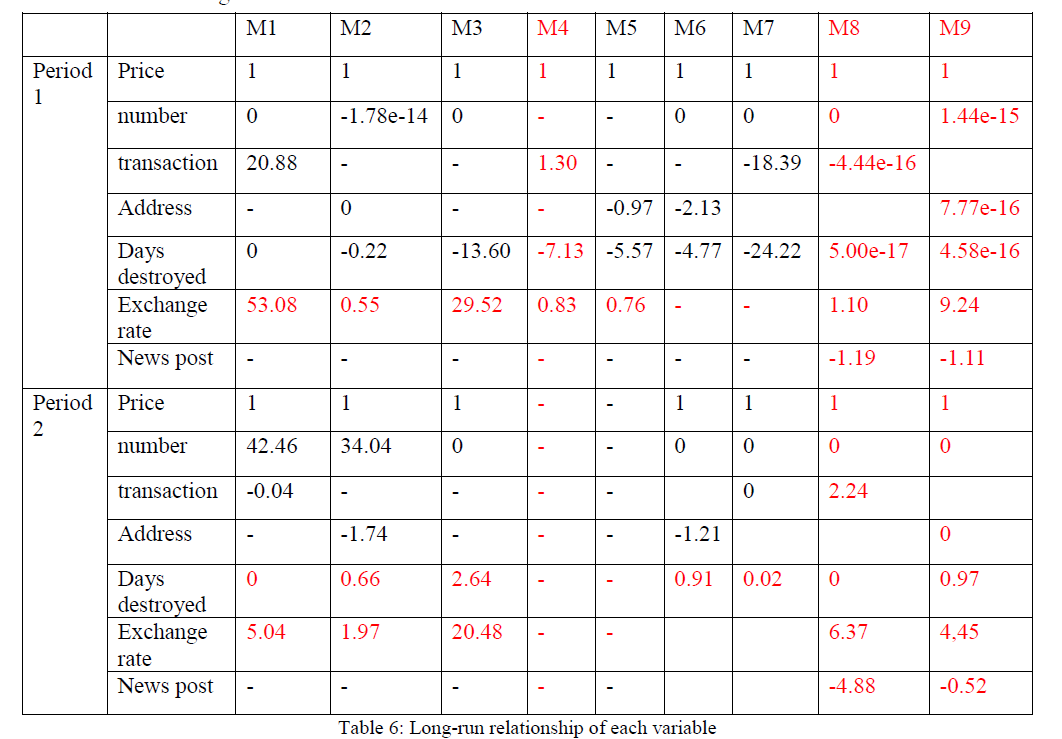 M1 M2 M3 M4 M5 M6 M7 M8 M9
Period 1 Price 1 1 1 1 1 1 1 1 1
number 0 -1.78e-14 0 - - 0 0 0 1.44e-15
transaction 20.88 - - 1.30 - - -18.39 -4.44e-16
Address - 0 - - -0.97 -2.13 7.77e-16
Days destroyed 0 -0.22 -13.60 -7.13 -5.57 -4.77 -24.22 5.00e-17 4.58e-16
Exchange rate 53.08 0.55 29.52 0.83 0.76 - - 1.10 9.24
News post - - - - - - - -1.19 -1.11
Period 2 Price 1 1 1 - - 1 1 1 1
number 42.46 34.04 0 - - 0 0 0 0
transaction -0.04 - - - - 0 2.24
Address - -1.74 - - - -1.21 0
Days destroyed 0 0.66 2.64 - - 0.91 0.02 0 0.97
Exchange rate 5.04 1.97 20.48 - - 6.37 4,45
News post - - - - - -4.88 -0.52
Table 6: Long-run relationship of each variable